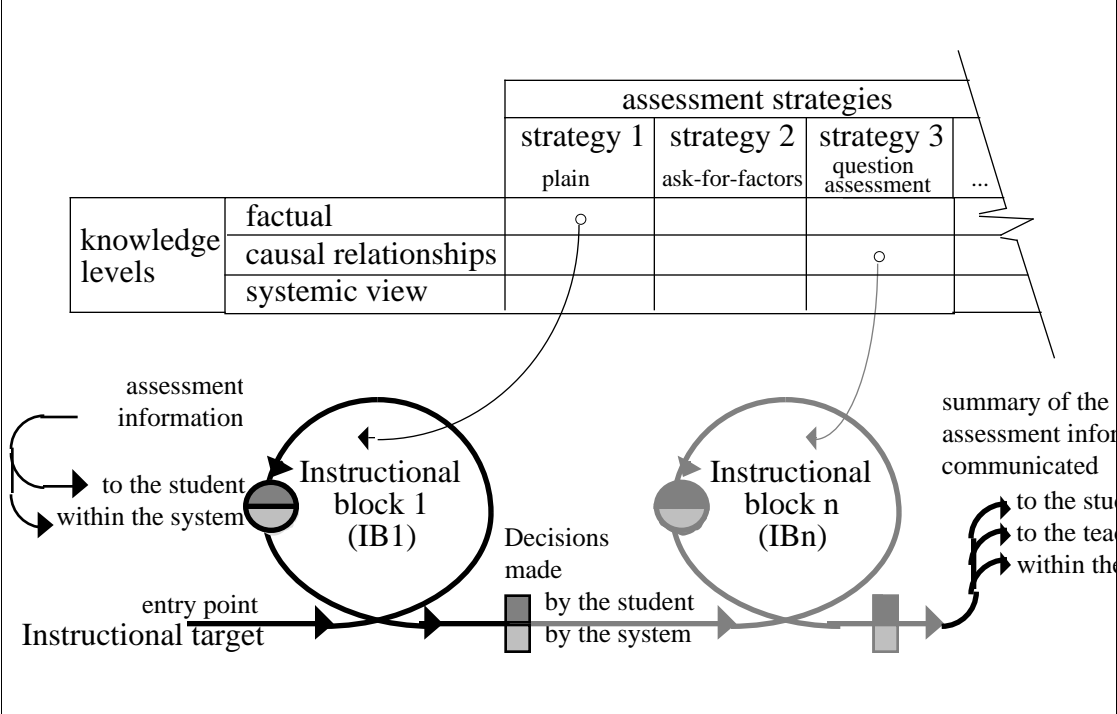 assessment strategies
strategy 1 strategy 2 strategy 3
plain ask-for-factors question assessment ...
knowledge levels
factual
causal relationships
systemic view
assessment
information
to the student
within the system
Instructional
block 1
(IB1)
Instructional
block n
(IBn)
summary of the
assessment
communicated
to the
to the
within the
Decisions
made
by the student
by the system
entry point
Instructional target